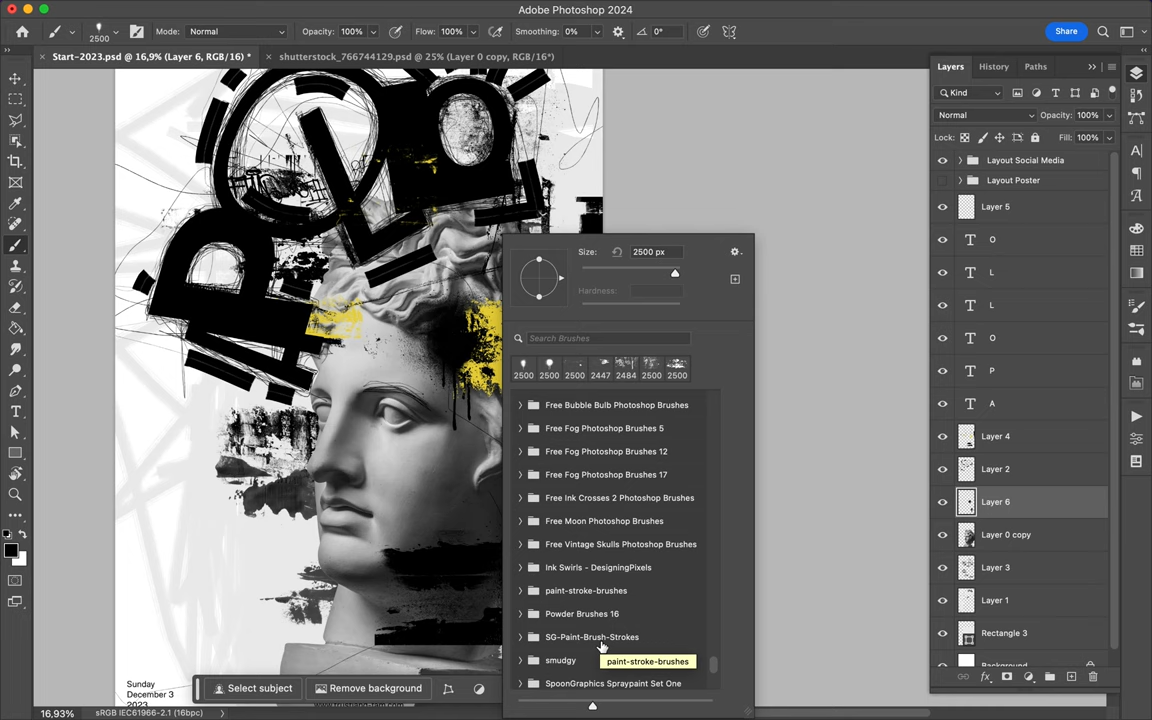 Adobe Photoshop 2024
2500
Mode: Normal
Opacity: 100%
Flow: 100%
Smoothing: 0%
0°
Share
Start-2023.psd @ 16,9% (Layer 6, RGB/16) *
shutterstock_766744129.psd @ 25% (Layer 0 copy, RGB/16*)
Layers
History
Paths
Kind
Normal
Opacity: 100%
Lock:
Fill: 100%
Layout Social Media
Layout Poster
Layer 5
O
L
L
O
P
A
Layer 4
Layer 2
Layer 6
Layer 0 copy
Layer 3
Layer 1
Rectangle 3
Background
Size: 2500 px
Hardness:
Search Brushes
2500 2500 2500 2447 2484 2500 2500
Free Bubble Bulb Photoshop Brushes
Free Fog Photoshop Brushes 5
Free Fog Photoshop Brushes 12
Free Fog Photoshop Brushes 17
Free Ink Crosses 2 Photoshop Brushes
Free Moon Photoshop Brushes
Free Vintage Skulls Photoshop Brushes
Ink Swirls - DesigningPixels
paint-stroke-brushes
Powder Brushes 16
SG-Paint-Brush-Strokes
smudgy
paint-stroke-brushes
SpoonGraphics Spraypaint Set One
Sunday
December 3
2023
Select subject
Remove background
16,93%
sRGB IEC61966-2.1 (16bpc)